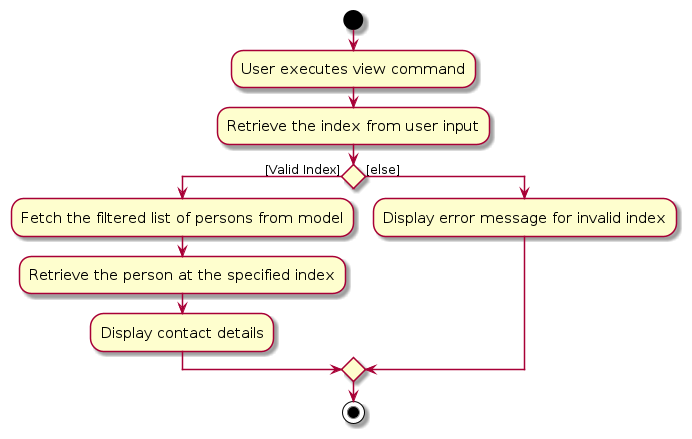 User executes view command
Retrieve the index from user input
[Valid Index]
[else]
Fetch the filtered list of persons from model
Display error message for invalid index
Retrieve the person at the specified index
Display contact details